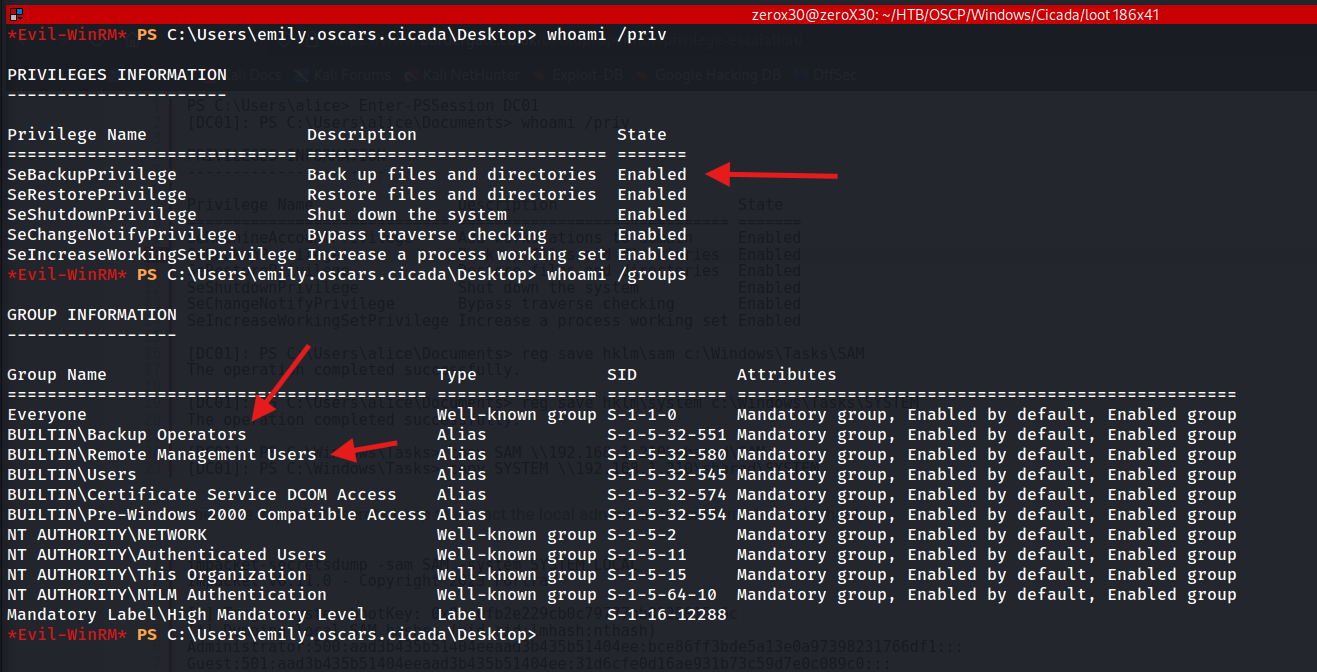 zerox30@zeroX30: ~/HTB/OSCP/Windows/Cicada/loot 186x41
*Evil-WinRM* PS C:\Users\emily.oscars.cicada\Desktop> whoami /priv
PRIVILEGES INFORMATION
----------------------
Privilege Name Description State
============================= ============================== =======
SeBackupPrivilege Back up files and directories Enabled
SeRestorePrivilege Restore files and directories Enabled
SeShutdownPrivilege Shut down the system Enabled
SeChangeNotifyPrivilege Bypass traverse checking Enabled
SeIncreaseWorkingSetPrivilege Increase a process working set Enabled
*Evil-WinRM* PS C:\Users\emily.oscars.cicada\Desktop> whoami /groups
GROUP INFORMATION
-----------------
Group Name Type SID Attributes
========================================== ================ ============ ==================================================
Everyone Well-known group S-1-1-0 Mandatory group, Enabled by default, Enabled group
BUILTIN\Backup Operators Alias S-1-5-32-551 Mandatory group, Enabled by default, Enabled group
BUILTIN\Remote Management Users Alias S-1-5-32-580 Mandatory group, Enabled by default, Enabled group
BUILTIN\Users Alias S-1-5-32-545 Mandatory group, Enabled by default, Enabled group
BUILTIN\Certificate Service DCOM Access Alias S-1-5-32-574 Mandatory group, Enabled by default, Enabled group
BUILTIN\Pre-Windows 2000 Compatible Access Alias S-1-5-32-554 Mandatory group, Enabled by default, Enabled group
NT AUTHORITY\NETWORK Well-known group S-1-5-2 Mandatory group, Enabled by default, Enabled group
NT AUTHORITY\Authenticated Users Well-known group S-1-5-11 Mandatory group, Enabled by default, Enabled group
NT AUTHORITY\This Organization Well-known group S-1-5-15 Mandatory group, Enabled by default, Enabled group
NT AUTHORITY\NTLM Authentication Well-known group S-1-5-64-10 Mandatory group, Enabled by default, Enabled group
Mandatory Label\High Mandatory Level Label S-1-16-12288
*Evil-WinRM* PS C:\Users\emily.oscars.cicada\Desktop>